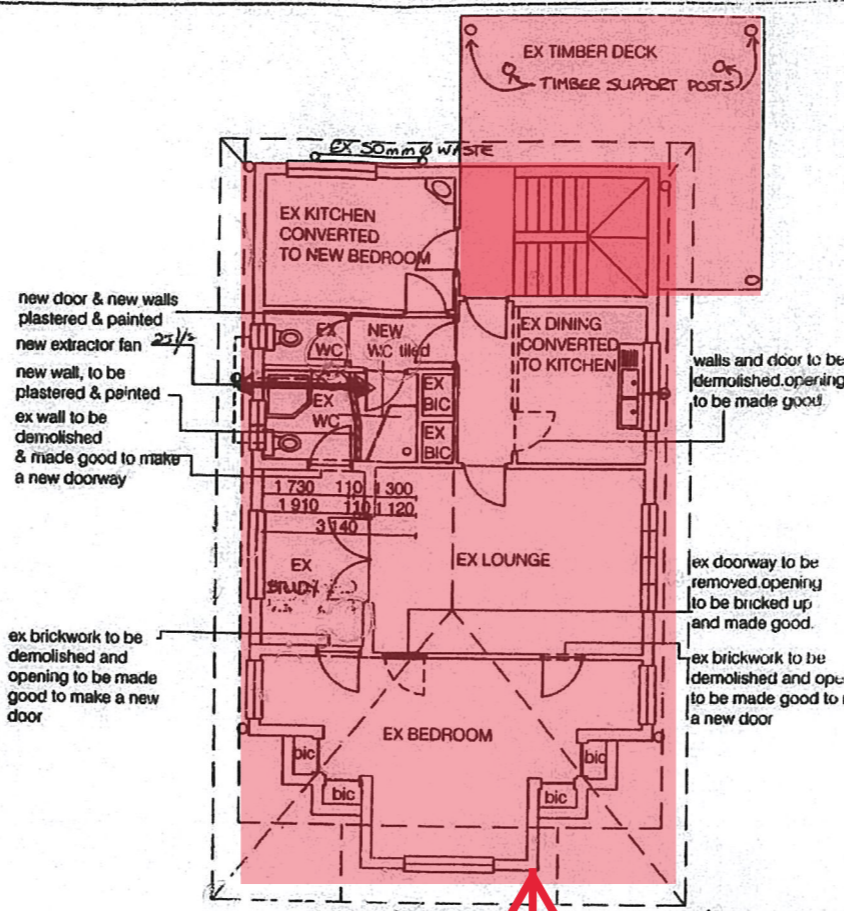 EX TIMBER DECK
TIMBER SUPPORT POSTS
EX 50mm ø WASTE
EX KITCHEN
CONVERTED
TO NEW BEDROOM
new door & new walls
plastered & painted
new extractor fan
new wall, to be
plastered & painted
ex wall to be
demolished
& made good to make
a new doorway
EX
WC
NEW
WC tiled
EX
WC
EX
BIC
EX
BIC
EX DINING
CONVERTED
TO KITCHEN
walls and door to be
demolished.opening
to be made good.
1 730 110 1 300
1 910 110 1 120
3 140
EX
STUDY
EX LOUNGE
ex doorway to be
removed.opening
to be bricked up
and made good.
ex brickwork to be
demolished and
opening to be made
good to make a new
door
ex brickwork to be
demolished and ope
to be made good to
a new door
EX BEDROOM
bic
bic
bic
bic